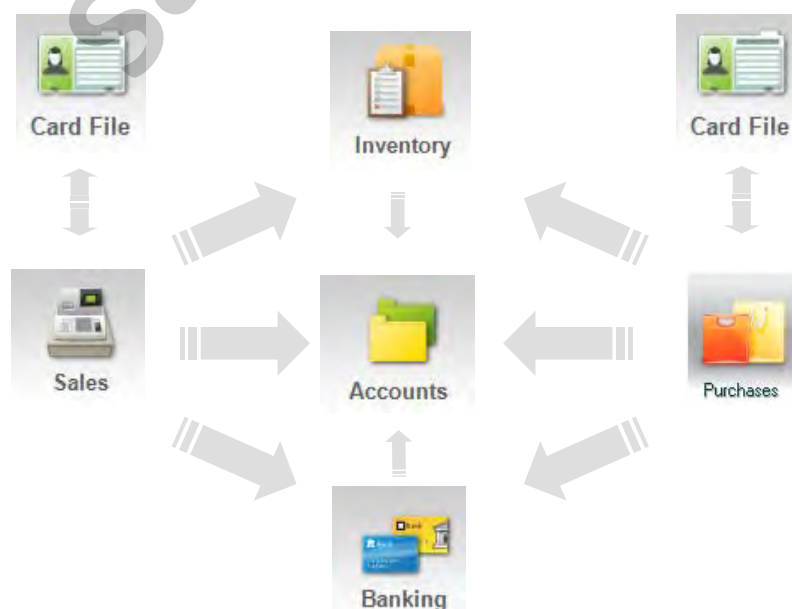 Card File
Inventory
Card File
Sales
Accounts
Purchases
Banking